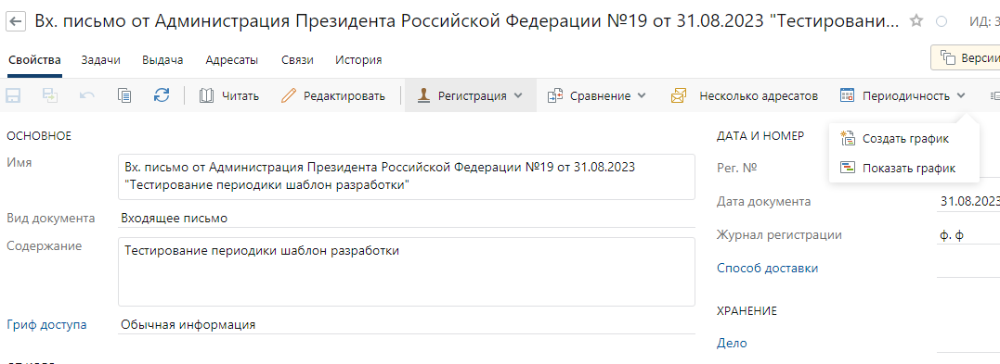 Вх. письмо от Администрация Президента Российской Федерации №19 от 31.08.2023 "Тестировани...
ИД: 3
Свойства
Задачи
Выдача
Адресаты
Связи
История
Версии
Читать
Редактировать
Регистрация
Сравнение
Несколько адресатов
Периодичность
Создать график
Показать график
ОСНОВНОЕ
Имя
Вх. письмо от Администрация Президента Российской Федерации №19 от 31.08.2023
"Тестирование периодики шаблон разработки"
Вид документа
Входящее письмо
Содержание
Тестирование периодики шаблон разработки
Гриф доступа
Обычная информация
ДАТА И НОМЕР
Рег. №
Дата документа
31.08.2023
Журнал регистрации
ф. ф
Способ доставки
ХРАНЕНИЕ
Дело